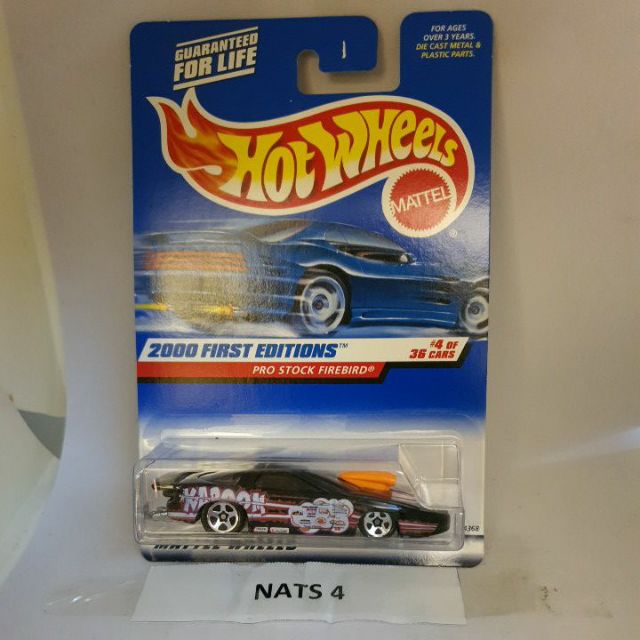 GUARANTEED
FOR LIFE
FOR AGES
OVER 3 YEARS.
DIE CAST METAL &
PLASTIC PARTS.
HOT WHEELS
MATTEL
®
2000 FIRST EDITIONS™
#4 OF
36 CARS
PRO STOCK FIREBIRD®
KABOOM
NATS 4